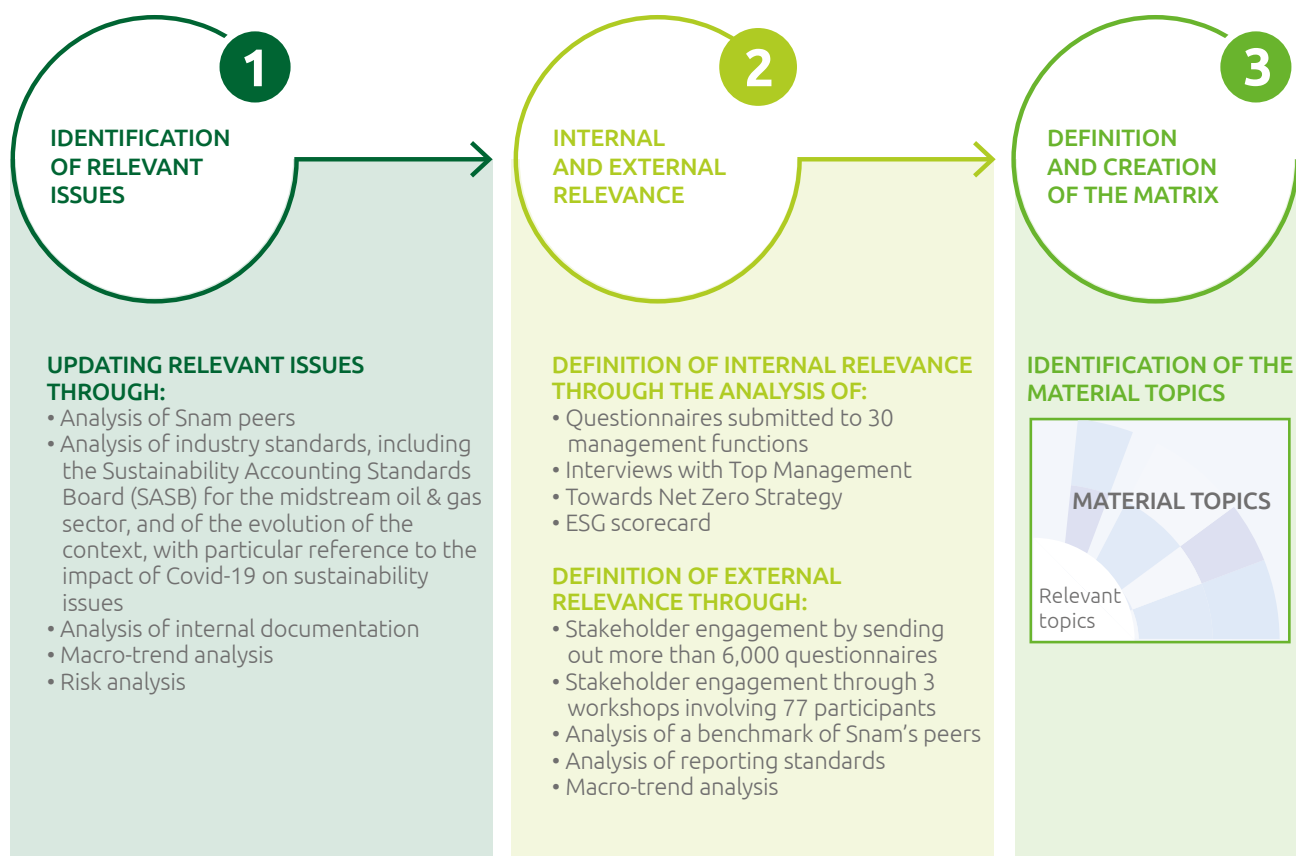 1
IDENTIFICATION
OF RELEVANT
ISSUES
UPDATING RELEVANT ISSUES
THROUGH:
• Analysis of Snam peers
• Analysis of industry standards, including
the Sustainability Accounting Standards
Board (SASB) for the midstream oil & gas
sector, and of the evolution of the
context, with particular reference to the
impact of Covid-19 on sustainability
issues
• Analysis of internal documentation
• Macro-trend analysis
• Risk analysis
2
INTERNAL
AND EXTERNAL
RELEVANCE
DEFINITION OF INTERNAL RELEVANCE
THROUGH THE ANALYSIS OF:
• Questionnaires submitted to 30
management functions
• Interviews with Top Management
• Towards Net Zero Strategy
• ESG scorecard
DEFINITION OF EXTERNAL
RELEVANCE THROUGH:
• Stakeholder engagement by sending
out more than 6,000 questionnaires
• Stakeholder engagement through 3
workshops involving 77 participants
• Analysis of a benchmark of Snam's peers
• Analysis of reporting standards
• Macro-trend analysis
3
DEFINITION
AND CREATION
OF THE MATRIX
IDENTIFICATION OF THE
MATERIAL TOPICS
MATERIAL TOPICS
Relevant
topics